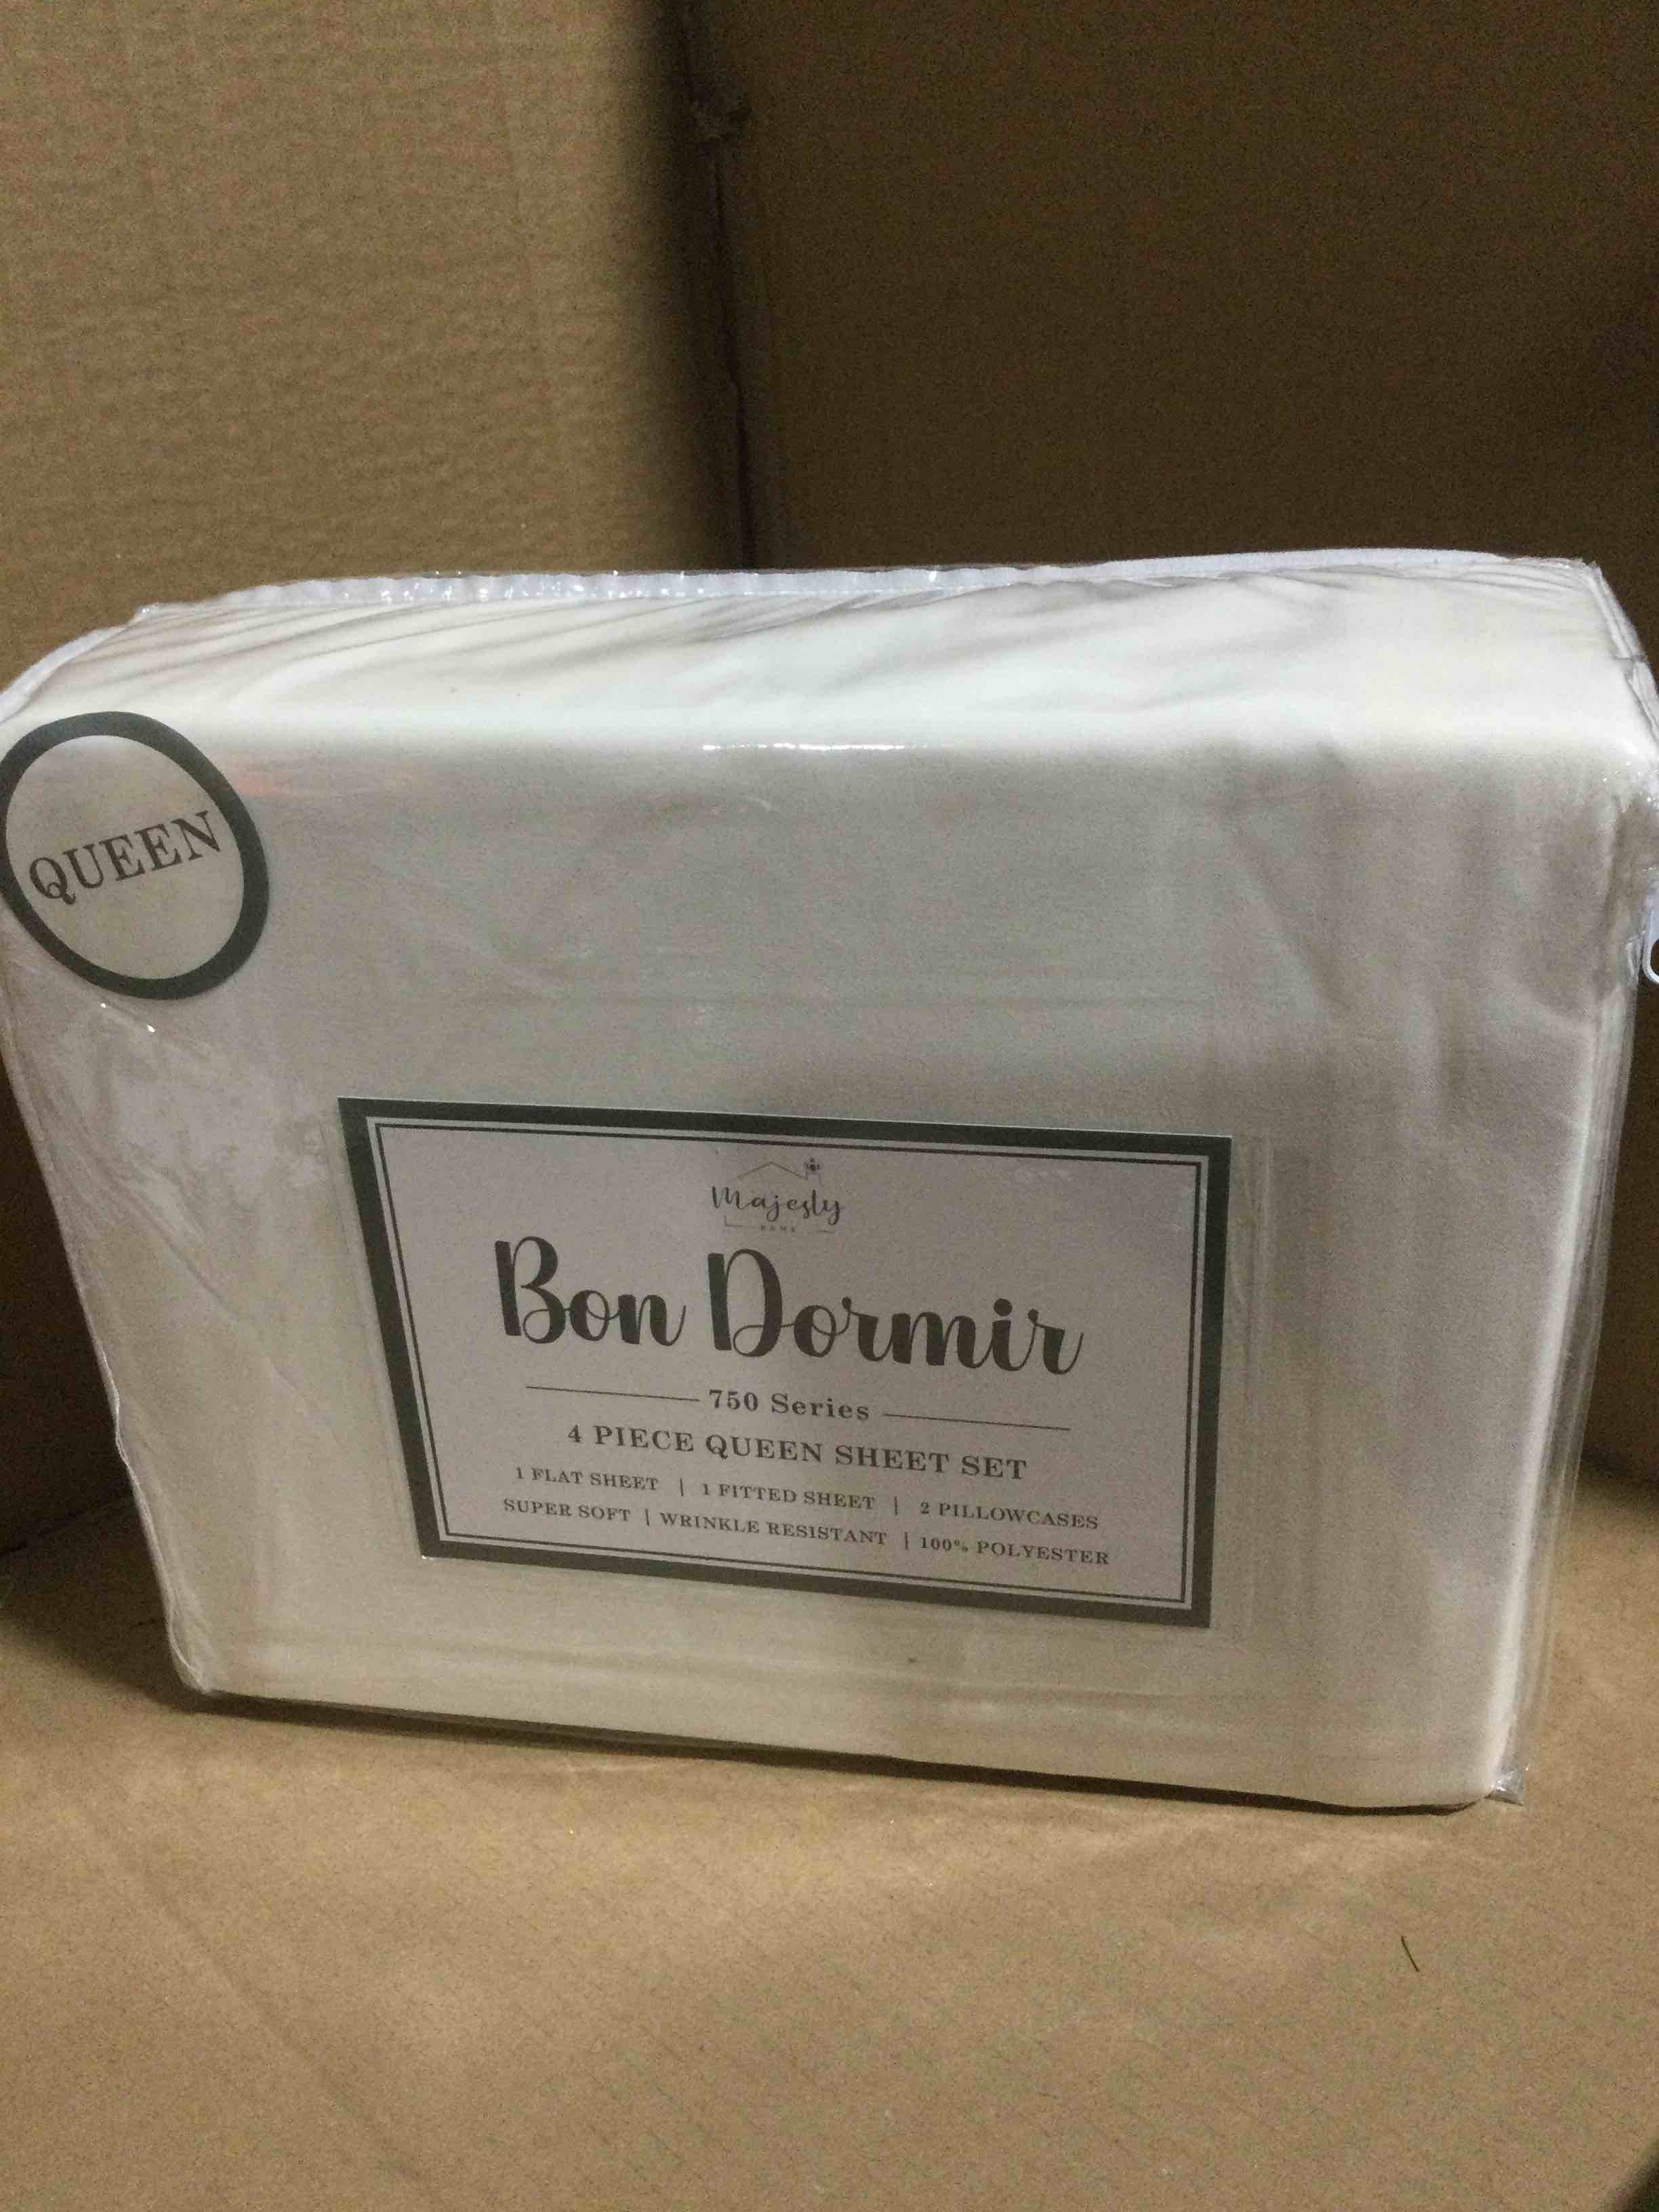 QUEEN
Majesty
HOME
Bon Dormir
750 Series
4 PIECE QUEEN SHEET SET
1 FLAT SHEET | 1 FITTED SHEET | 2 PILLOWCASES
SUPER SOFT | WRINKLE RESISTANT | 100% POLYESTER